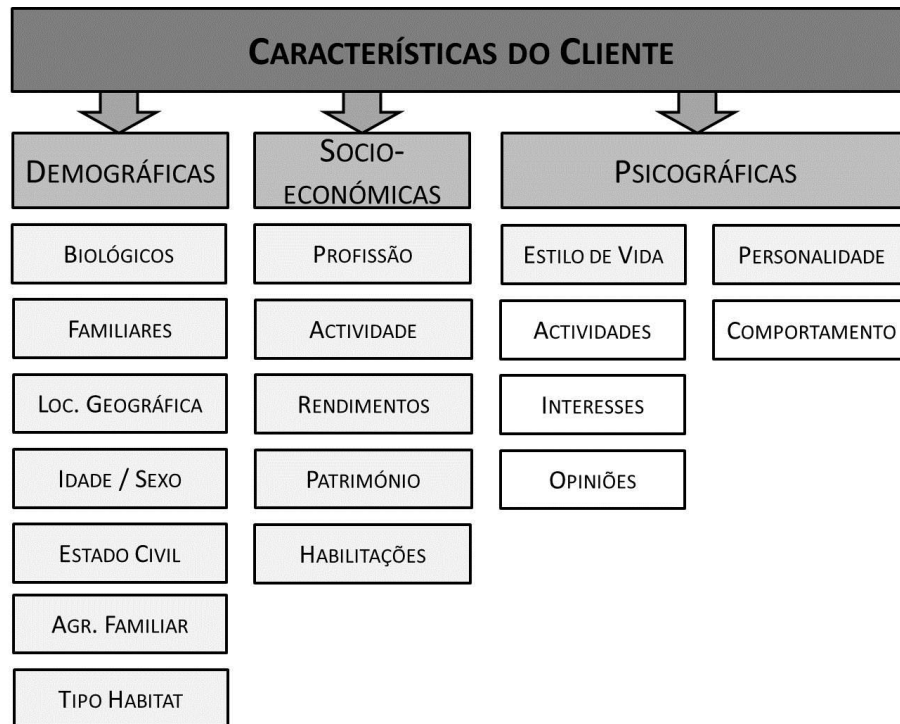 CARACTERÍSTICAS DO CLIENTE
DEMOGRÁFICAS
BIOLÓGICOS
FAMILIARES
LOC. GEOGRÁFICA
IDADE / SEXO
ESTADO CIVIL
AGR. FAMILIAR
TIPO HABITAT
SOCIO-
ECONÓMICAS
PROFISSÃO
ACTIVIDADE
RENDIMENTOS
PATRIMÓNIO
HABILITAÇÕES
PSICOGRÁFICAS
ESTILO DE VIDA
ACTIVIDADES
INTERESSES
OPINIÕES
PERSONALIDADE
COMPORTAMENTO